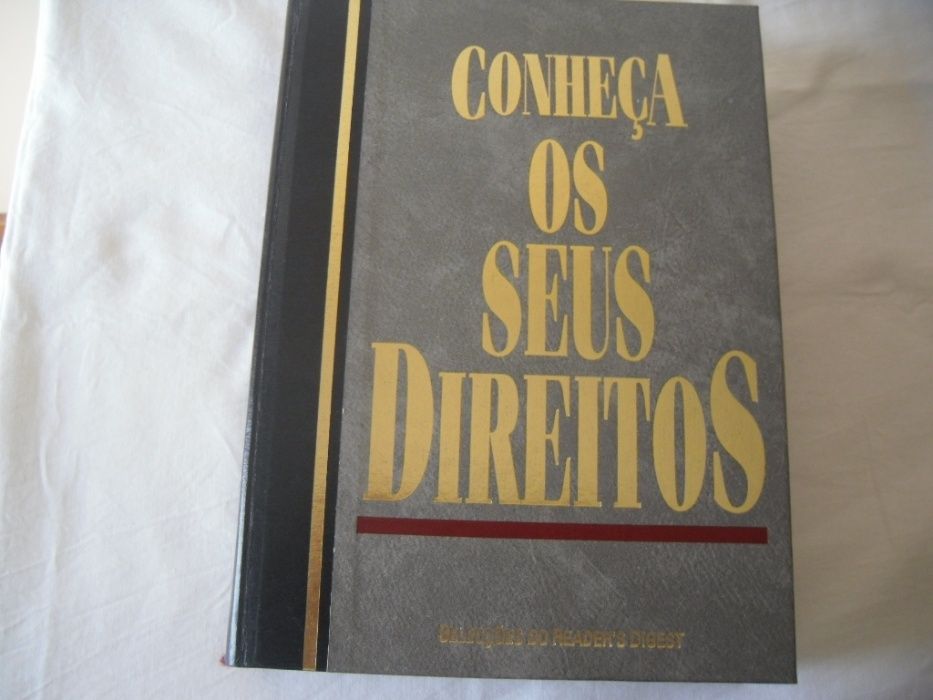 CONHEÇA
OS
SEUS
DIREITOS
SELECÇÕES DO READER'S DIGEST